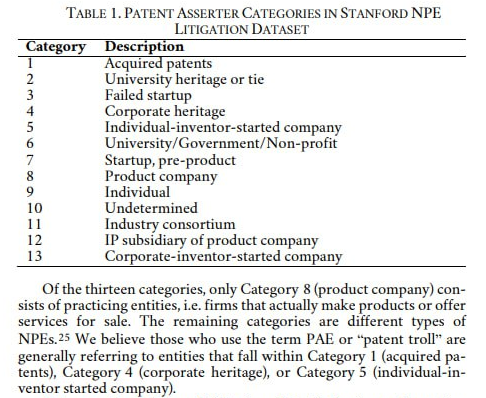 TABLE 1. PATENT ASSERTER CATEGORIES IN STANFORD NPE
LITIGATION DATASET
Category Description
1 Acquired patents
2 University heritage or tie
3 Failed startup
4 Corporate heritage
5 Individual-inventor-started company
6 University/Government/Non-profit
7 Startup, pre-product
8 Product company
9 Individual
10 Undetermined
11 Industry consortium
12 IP subsidiary of product company
13 Corporate-inventor-started company
Of the thirteen categories, only Category 8 (product company) con-
sists of practicing entities, i.e. firms that actually make products or offer
services for sale. The remaining categories are different types of
NPEs.25 We believe those who use the term PAE or “patent troll” are
generally referring to entities that fall within Category 1 (acquired pa-
tents), Category 4 (corporate heritage), or Category 5 (individual-in-
ventor started company).